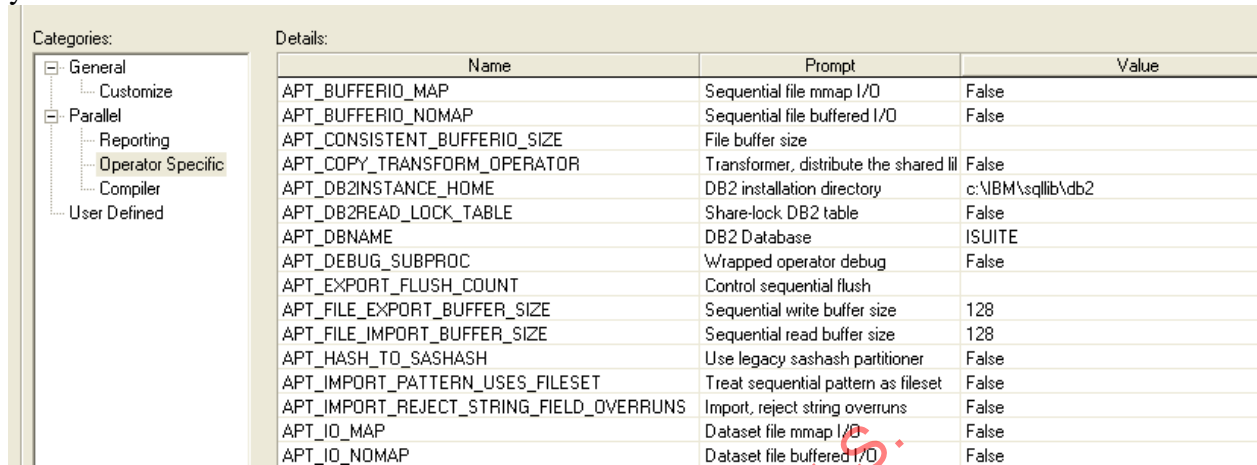 Categories:
General
Customize
Parallel
Reporting
Operator Specific
Compiler
User Defined
Details:
Name Prompt Value
APT_BUFFERIO_MAP Sequential file mmap I/O False
APT_BUFFERIO_NOMAP Sequential file buffered I/O False
APT_CONSISTENT_BUFFERIO_SIZE File buffer size
APT_COPY_TRANSFORM_OPERATOR Transformer, distribute the shared lil False
APT_DB2INSTANCE_HOME DB2 installation directory c:\IBM\sqllib\db2
APT_DB2READ_LOCK_TABLE Share-lock DB2 table False
APT_DBNAME DB2 Database ISUITE
APT_DEBUG_SUBPROC Wrapped operator debug False
APT_EXPORT_FLUSH_COUNT Control sequential flush
APT_FILE_EXPORT_BUFFER_SIZE Sequential write buffer size 128
APT_FILE_IMPORT_BUFFER_SIZE Sequential read buffer size 128
APT_HASH_TO_SASHASH Use legacy sashash partitioner False
APT_IMPORT_PATTERN_USES_FILESET Treat sequential pattern as fileset False
APT_IMPORT_REJECT_STRING_FIELD_OVERRUNS Import, reject string overruns False
APT_IO_MAP Dataset file mmap I/O False
APT_IO_NOMAP Dataset file buffered I/O False